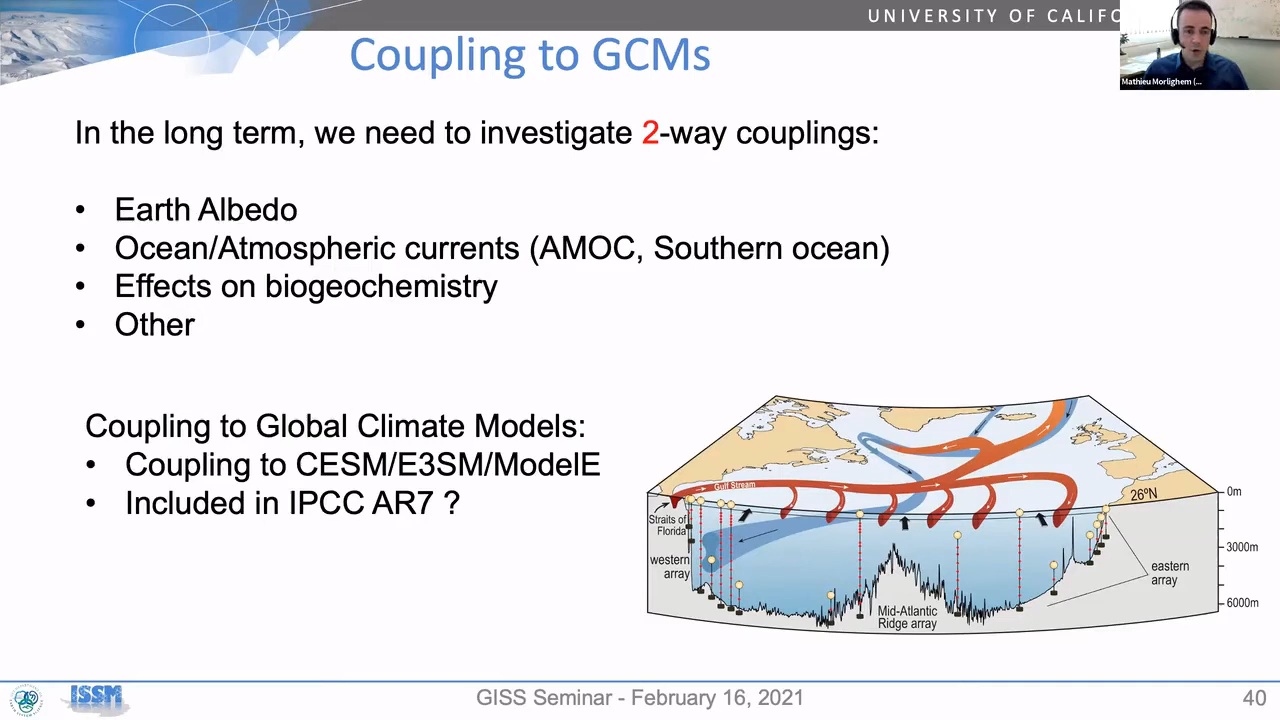 UNIVERSITY OF CALIFO
Mathieu Morlighem (...
Coupling to GCMs
In the long term, we need to investigate 2-way couplings:
• Earth Albedo
• Ocean/Atmospheric currents (AMOC, Southern ocean)
• Effects on biogeochemistry
• Other
Coupling to Global Climate Models:
• Coupling to CESM/E3SM/ModelE
• Included in IPCC AR7 ?
Gulf Stream
26ºN
0m
Straits of
Florida
3000m
western
array
eastern
array
6000m
Mid-Atlantic
Ridge array
ISSM
GISS Seminar - February 16, 2021
40